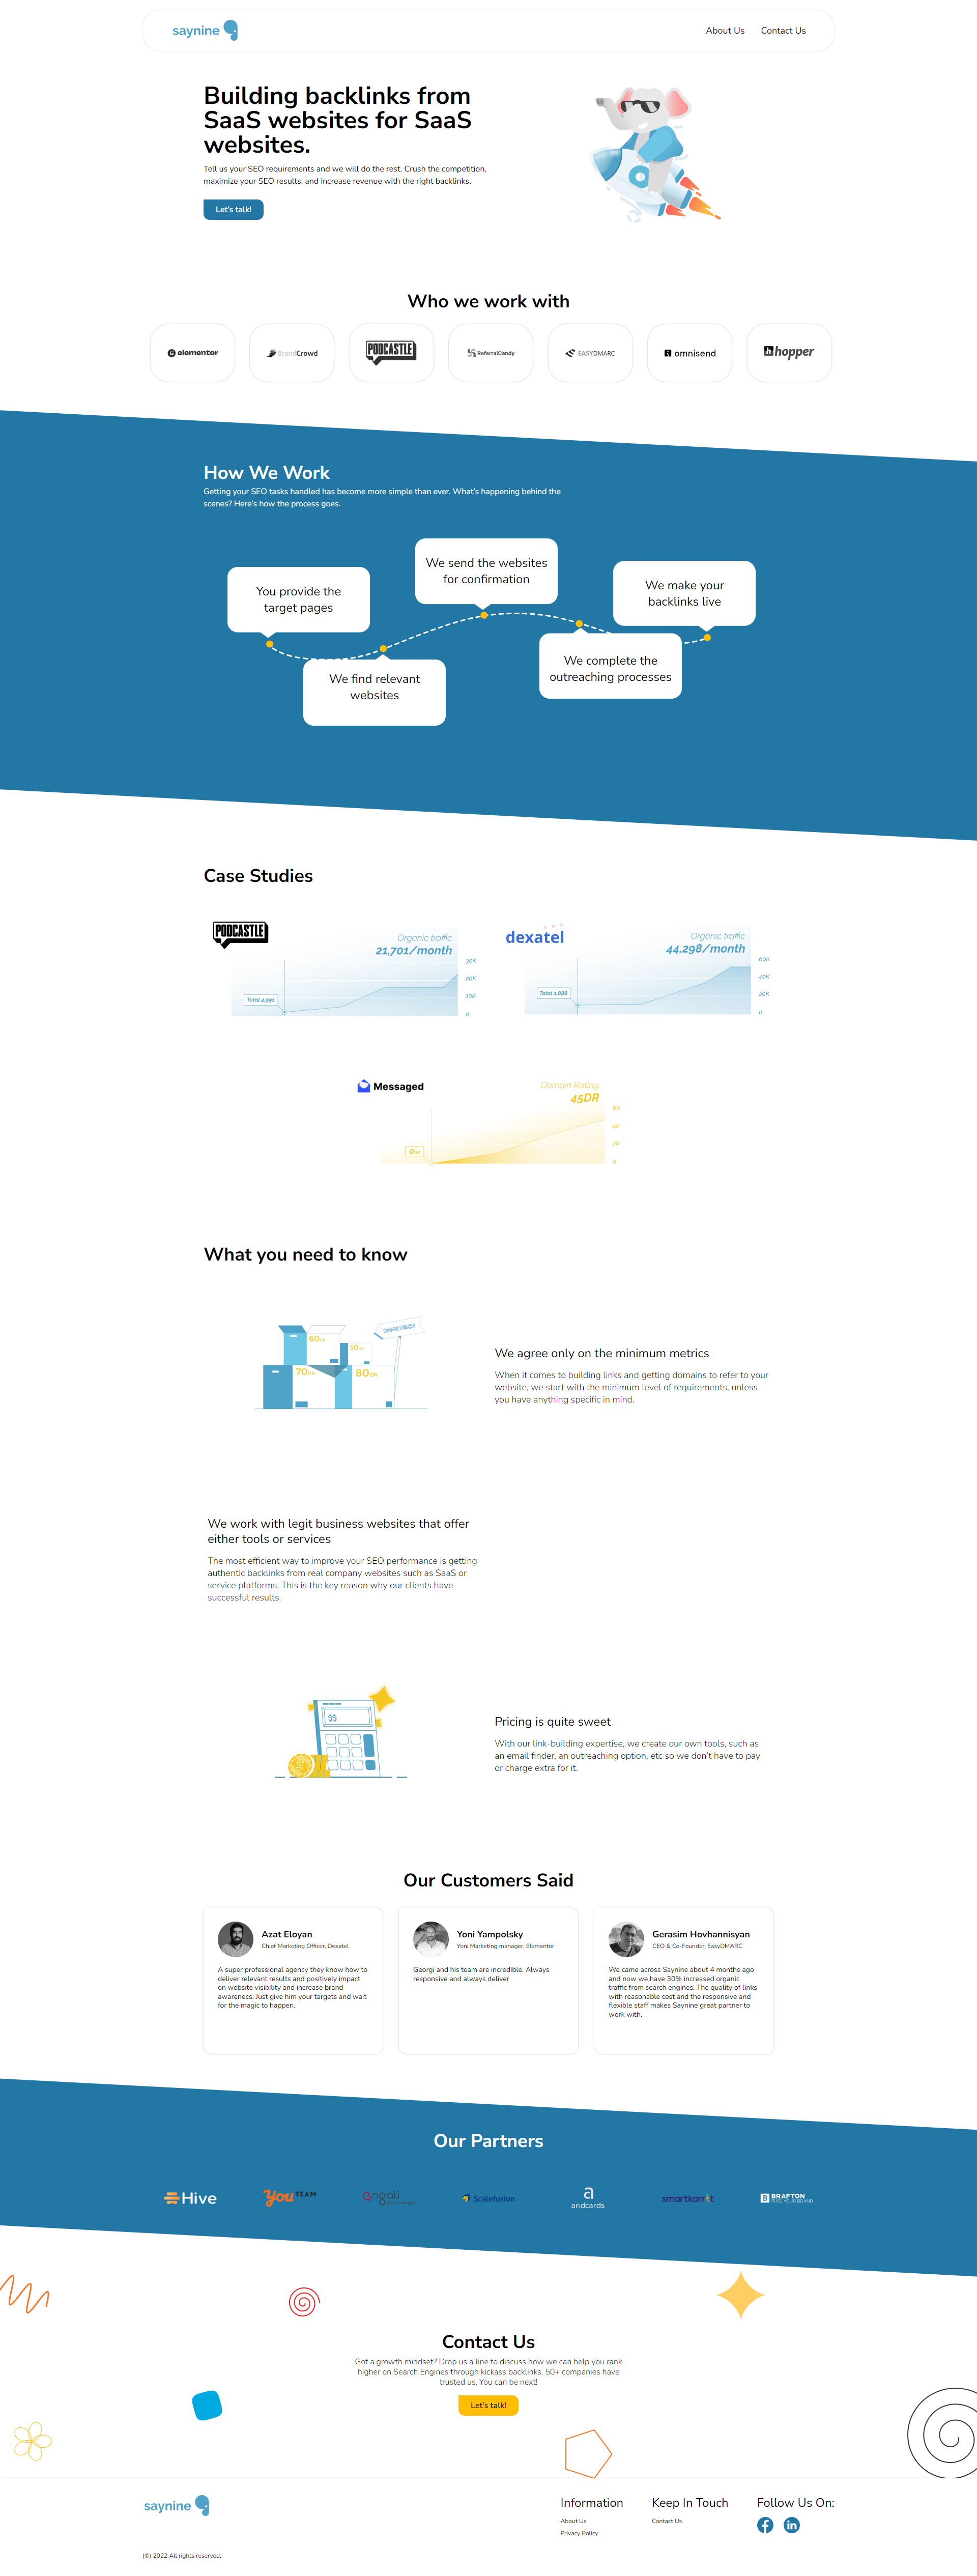 saynine
About Us Contact Us
Building backlinks from
SaaS websites for SaaS
websites.
Tell us your SEO requirements and we will do the rest. Crush the competition,
maximize your SEO results, and increase revenue with the right backlinks.
Let's talk!
Who we work with
elementor BrandCrowd PODCASTLE ReferralCandy EASYDMARC omnisend hopper
How We Work
Getting your SEO tasks handled has become more simple than ever. What's happening behind the
scenes? Here's how the process goes.
You provide the
target pages
We find relevant
websites
We send the websites
for confirmation
We complete the
outreaching processes
We make your
backlinks live
Case Studies
PODCASTLE
Organic traffic
21,701/month
Total 4,991
30K
20K
10K
0
dexatel
Organic traffic
44,298/month
Total 1,888
60K
40K
20K
0
Messaged
Domain Rating
45DR
0DR
60
40
20
0
What you need to know
60DR
50DR
70DR
80DR
SAME PRICE
We agree only on the minimum metrics
When it comes to building links and getting domains to refer to your
website, we start with the minimum level of requirements, unless
you have anything specific in mind.
We work with legit business websites that offer
either tools or services
The most efficient way to improve your SEO performance is getting
authentic backlinks from real company websites such as SaaS or
service platforms. This is the key reason why our clients have
successful results.
$$
Pricing is quite sweet
With our link-building expertise, we create our own tools, such as
an email finder, an outreaching option, etc so we don't have to pay
or charge extra for it.
Our Customers Said
Azat Eloyan
Chief Marketing Officer, Dexatel
A super professional agency they know how to
deliver relevant results and positively impact
on website visibility and increase brand
awareness. Just give him your targets and wait
for the magic to happen.
Yoni Yampolsky
Yoni Marketing manager, Elementor
Georgi and his team are incredible. Always
responsive and always deliver
Gerasim Hovhannisyan
CEO & Co-Founder, EasyDMARC
We came across Saynine about 4 months ago
and now we have 30% increased organic
traffic from search engines. The quality of links
with reasonable cost and the responsive and
flexible staff makes Saynine great partner to
work with.
Our Partners
Hive
You TEAM
engati
Scalefusion
a
andcards
smartkarrot
BRAFTON
FUEL YOUR BRAND
Contact Us
Got a growth mindset? Drop us a line to discuss how we can help you rank
higher on Search Engines through kickass backlinks. 50+ companies have
trusted us. You can be next!
Let's talk!
saynine
Information
About Us
Privacy Policy
Keep In Touch
Contact Us
Follow Us On:
(©) 2022 All rights reserved.